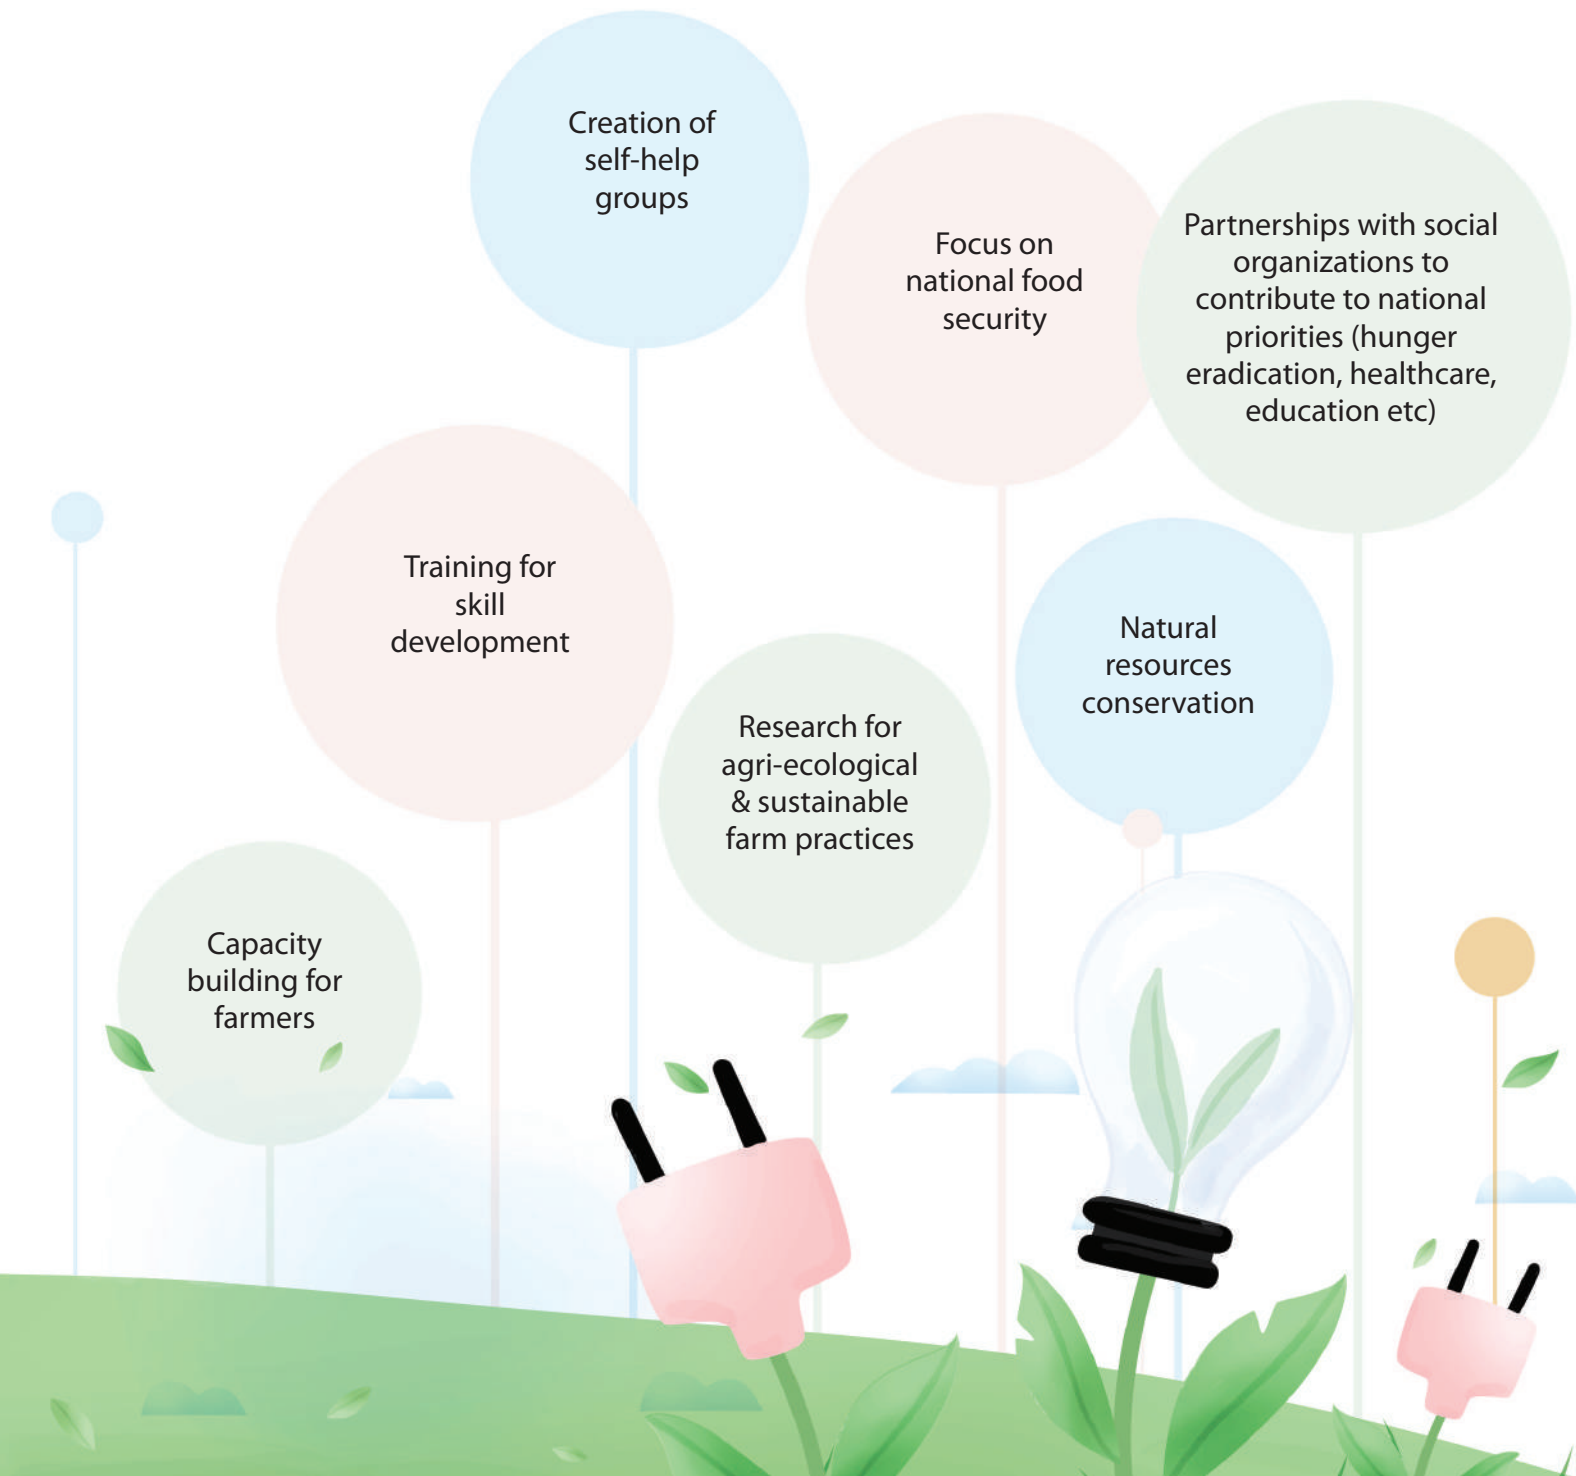 Creation of
self-help
groups
Focus on
national food
security
Partnerships with social
organizations to
contribute to national
priorities (hunger
eradication, healthcare,
education etc)
Training for
skill
development
Natural
resources
conservation
Research for
agri-ecological
& sustainable
farm practices
Capacity
building for
farmers